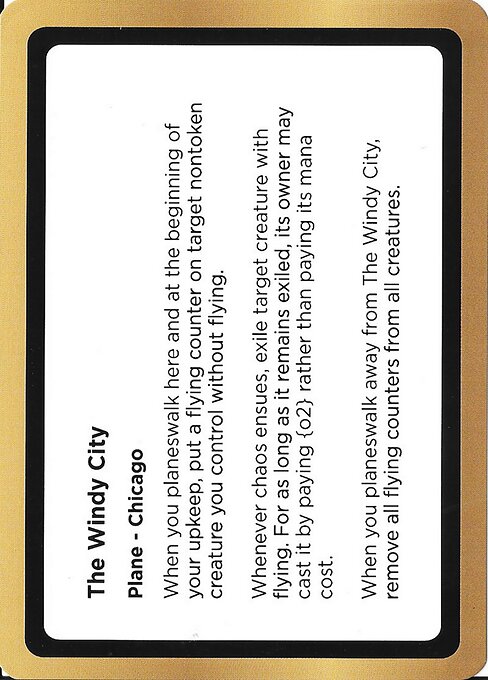 The Windy City
Plane - Chicago
When you planeswalk here and at the beginning of
your upkeep, put a flying counter on target nontoken
creature you control without flying.
Whenever chaos ensues, exile target creature with
flying. For as long as it remains exiled, its owner may
cast it by paying {o2} rather than paying its mana
cost.
When you planeswalk away from The Windy City,
remove all flying counters from all creatures.